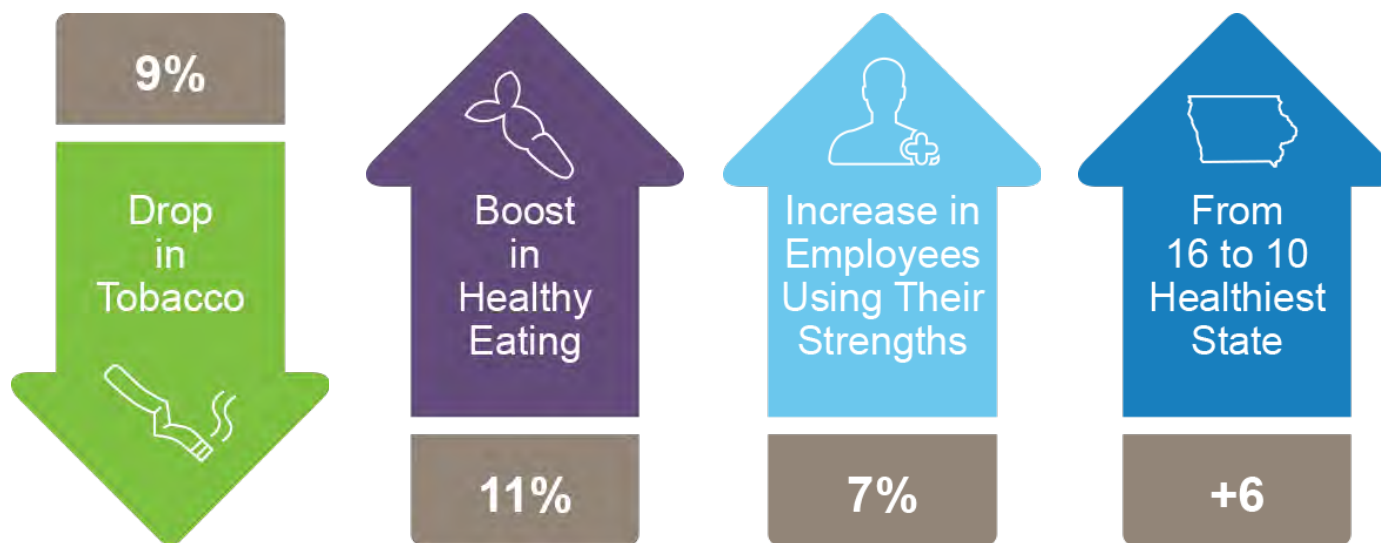 9%
Drop
in
Tobacco
Boost
in
Healthy
Eating
11%
Increase in
Employees
Using Their
Strengths
7%
From
16 to 10
Healthiest
State
+6